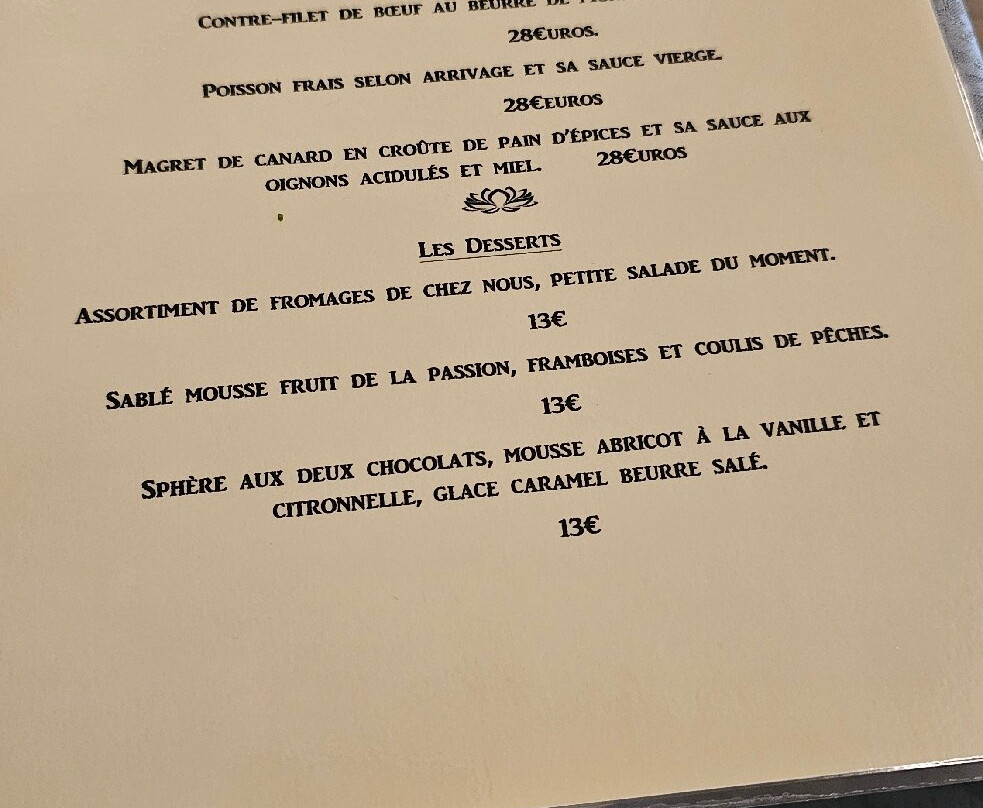 Contre-filet de bœuf au beurre de
28€uros.
Poisson frais selon arrivage et sa sauce vierge.
28€euros
Magret de canard en croûte de pain d'épices et sa sauce aux
oignons acidulés et miel. 28€uros
Les Desserts
Assortiment de fromages de chez nous, petite salade du moment.
13€
Sablé mousse fruit de la passion, framboises et coulis de pêches.
13€
Sphère aux deux chocolats, mousse abricot à la vanille et
citronnelle, glace caramel beurre salé.
13€